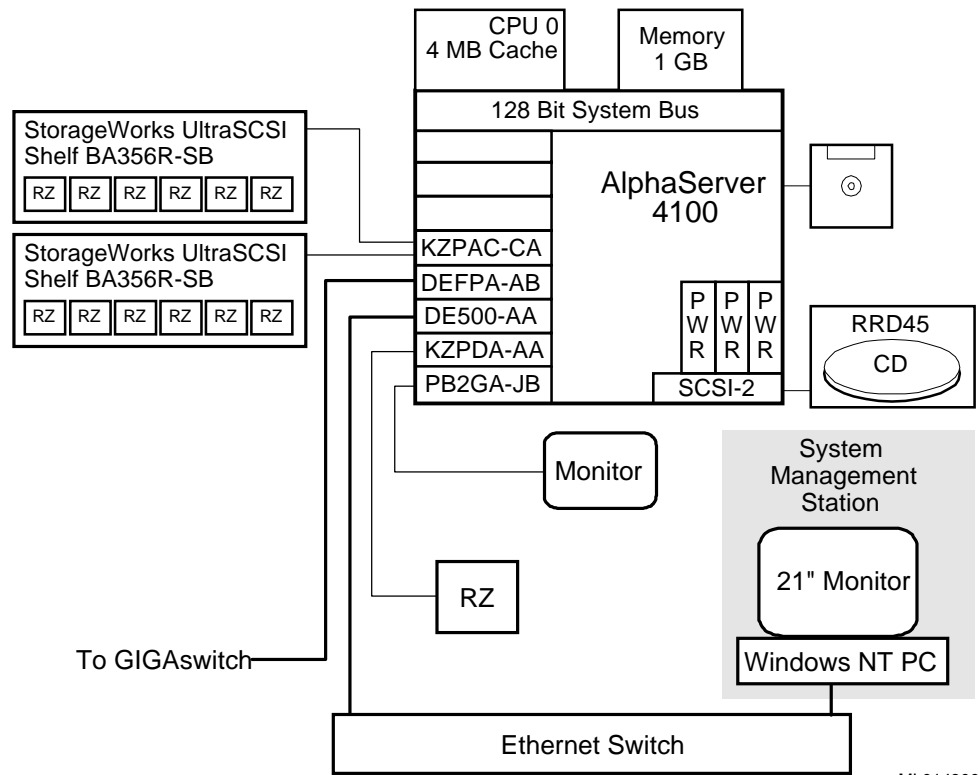 CPU 0
4 MB Cache
Memory
1 GB
128 Bit System Bus
StorageWorks UltraSCSI
Shelf BA356R-SB
RZ RZ RZ RZ RZ RZ
StorageWorks UltraSCSI
Shelf BA356R-SB
RZ RZ RZ RZ RZ RZ
AlphaServer
4100
KZPAC-CA
DEFPA-AB
DE500-AA
KZPDA-AA
PB2GA-JB
PWR PWR PWR
SCSI-2
RRD45
CD
Monitor
System
Management
Station
21" Monitor
Windows NT PC
RZ
To GIGAswitch
Ethernet Switch